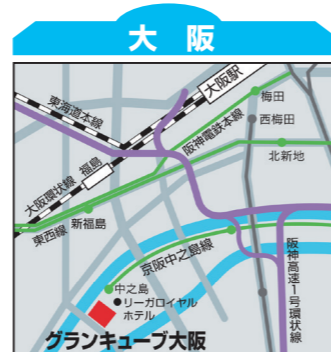 大阪
大阪駅
東海道本線
梅田
西梅田
阪神電鉄本線
福島
大阪環状線
北新地
新福島
東西線
京阪中之島線
阪神高速1号環状線
中之島
リーガロイヤル
ホテル
グランキューブ大阪